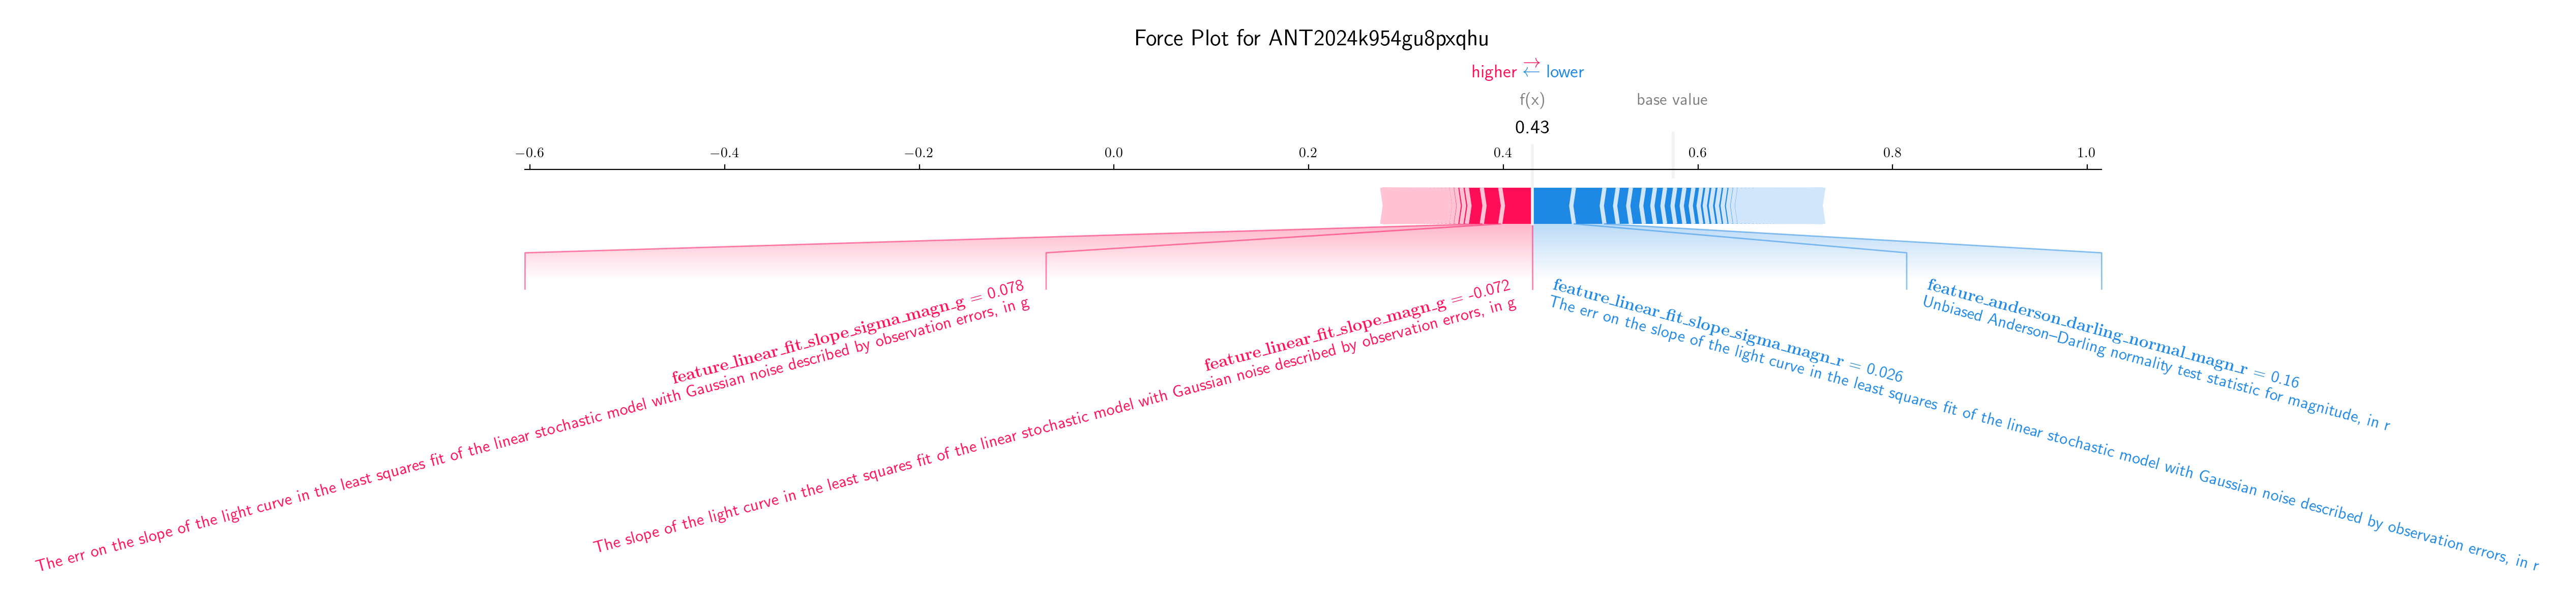 Force Plot for ANT2024k954gu8pxqhu
higher → ← lower
f(x)
base value
0.43
−0.6
−0.4
−0.2
0.0
0.2
0.4
0.6
0.8
1.0
feature_linear_fit_slope_sigma_magn_g = 0.078
The err on the slope of the light curve in the least squares fit of the linear stochastic model with Gaussian noise described by observation errors, in g
feature_linear_fit_slope_magn_g = -0.072
The slope of the light curve in the least squares fit of the linear stochastic model with Gaussian noise described by observation errors, in g
feature_linear_fit_slope_sigma_magn_r = 0.026
The err on the slope of the light curve in the least squares fit of the linear stochastic model with Gaussian noise described by observation errors, in r
feature_anderson_darling_normal_magn_r = 0.16
Unbiased Anderson–Darling normality test statistic for magnitude, in r